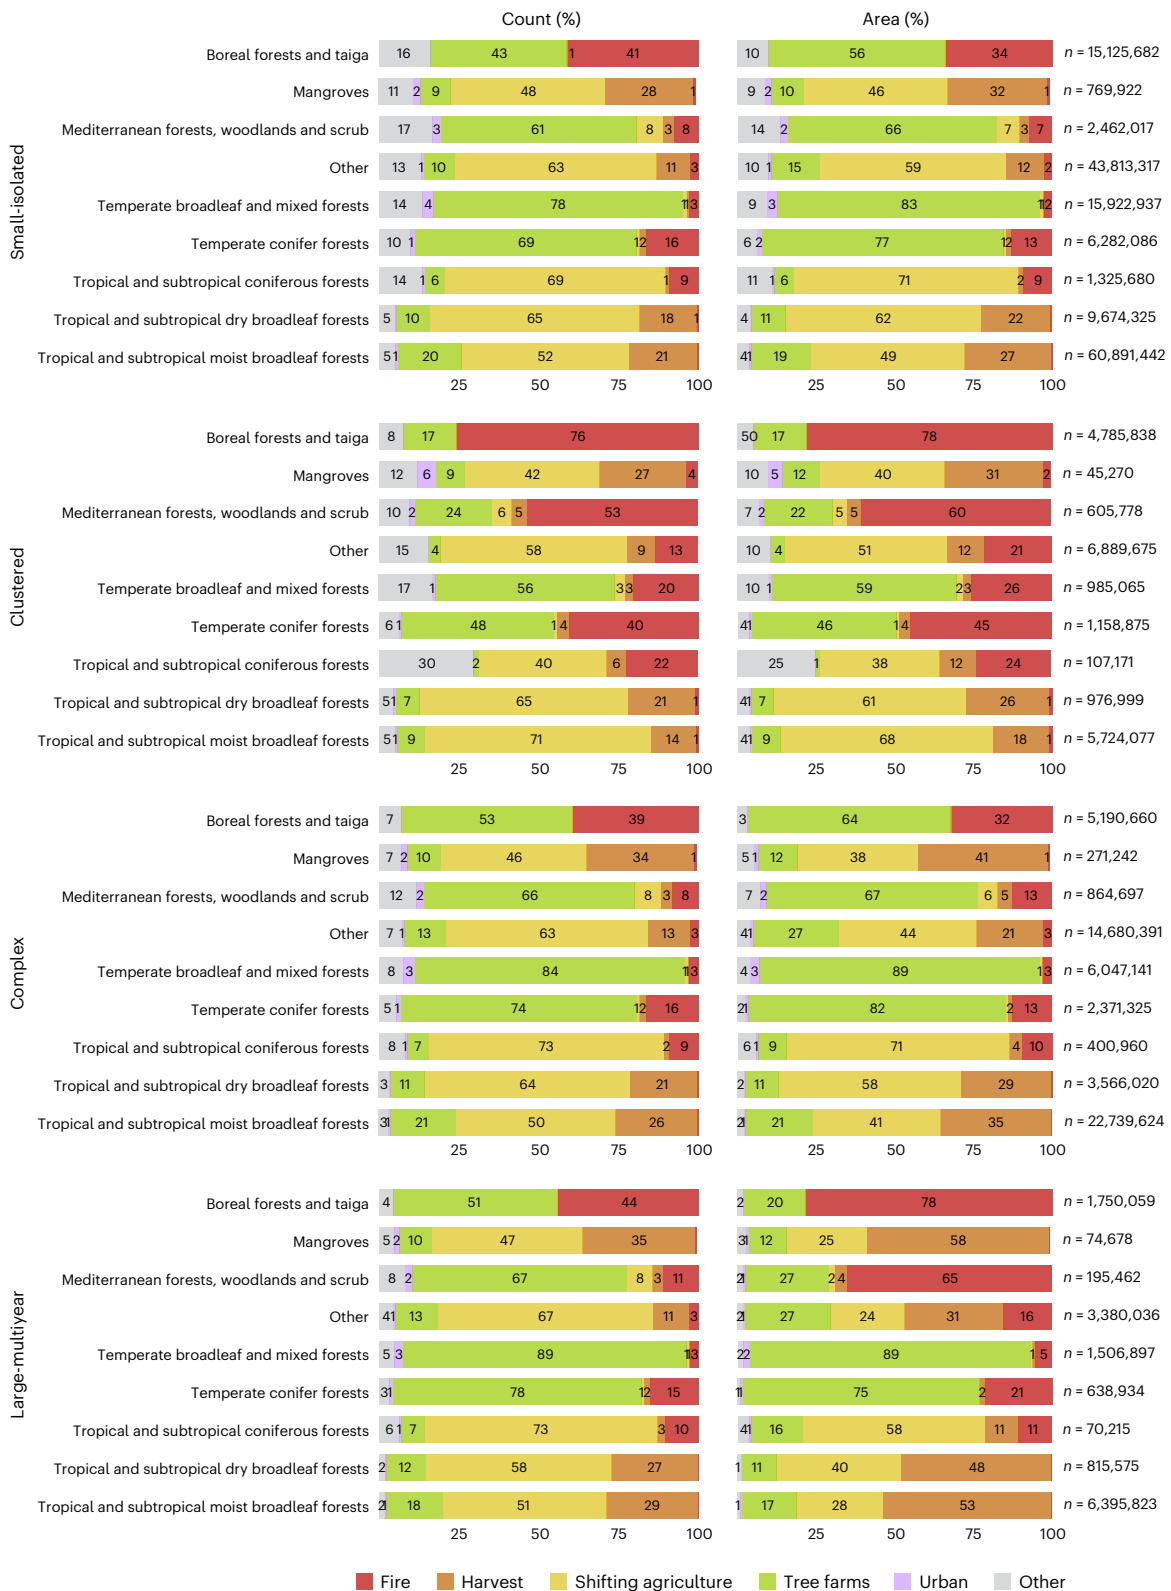 Count (%) Area (%)
Small-isolated
Boreal forests and taiga 16 43 1 41 10 56 34 n = 15,125,682
Mangroves 11 2 9 48 28 1 9 2 10 46 32 1 n = 769,922
Mediterranean forests, woodlands and scrub 17 3 61 8 3 8 14 2 66 7 3 7 n = 2,462,017
Other 13 1 10 63 11 3 10 1 15 59 12 2 n = 43,813,317
Temperate broadleaf and mixed forests 14 4 78 1 1 3 9 3 83 1 1 2 n = 15,922,937
Temperate conifer forests 10 1 69 1 2 16 6 2 77 1 2 13 n = 6,282,086
Tropical and subtropical coniferous forests 14 1 6 69 1 9 11 1 6 71 2 9 n = 1,325,680
Tropical and subtropical dry broadleaf forests 5 10 65 18 1 4 11 62 22 n = 9,674,325
Tropical and subtropical moist broadleaf forests 5 1 20 52 21 4 1 19 49 27 n = 60,891,442
25 50 75 100 25 50 75 100
Clustered
Boreal forests and taiga 8 17 76 5 0 17 78 n = 4,785,838
Mangroves 12 6 9 42 27 4 10 5 12 40 31 2 n = 45,270
Mediterranean forests, woodlands and scrub 10 2 24 6 5 53 7 2 22 5 5 60 n = 605,778
Other 15 4 58 9 13 10 4 51 12 21 n = 6,889,675
Temperate broadleaf and mixed forests 17 1 56 3 3 20 10 1 59 2 3 26 n = 985,065
Temperate conifer forests 6 1 48 1 4 40 4 1 46 1 4 45 n = 1,158,875
Tropical and subtropical coniferous forests 30 2 40 6 22 25 1 38 12 24 n = 107,171
Tropical and subtropical dry broadleaf forests 5 1 7 65 21 1 4 1 7 61 26 1 n = 976,999
Tropical and subtropical moist broadleaf forests 5 1 9 71 14 1 4 1 9 68 18 1 n = 5,724,077
25 50 75 100 25 50 75 100
Complex
Boreal forests and taiga 7 53 39 3 64 32 n = 5,190,660
Mangroves 7 2 10 46 34 1 5 1 12 38 41 1 n = 271,242
Mediterranean forests, woodlands and scrub 12 2 66 8 3 8 7 2 67 6 5 13 n = 864,697
Other 7 1 13 63 13 3 4 1 27 44 21 3 n = 14,680,391
Temperate broadleaf and mixed forests 8 3 84 1 1 3 4 3 89 1 3 n = 6,047,141
Temperate conifer forests 5 1 74 1 2 16 2 1 82 2 13 n = 2,371,325
Tropical and subtropical coniferous forests 8 1 7 73 2 9 6 1 9 71 4 10 n = 400,960
Tropical and subtropical dry broadleaf forests 3 11 64 21 2 11 58 29 n = 3,566,020
Tropical and subtropical moist broadleaf forests 3 1 21 50 26 2 1 21 41 35 n = 22,739,624
25 50 75 100 25 50 75 100
Large-multiyear
Boreal forests and taiga 4 51 44 2 20 78 n = 1,750,059
Mangroves 5 2 10 47 35 3 1 12 25 58 n = 74,678
Mediterranean forests, woodlands and scrub 8 2 67 8 3 11 2 1 27 2 4 65 n = 195,462
Other 4 1 13 67 11 3 2 1 27 24 31 16 n = 3,380,036
Temperate broadleaf and mixed forests 5 3 89 1 1 3 2 2 89 1 5 n = 1,506,897
Temperate conifer forests 3 1 78 1 2 15 1 1 75 2 21 n = 638,934
Tropical and subtropical coniferous forests 6 1 7 73 3 10 4 1 16 58 11 11 n = 70,215
Tropical and subtropical dry broadleaf forests 2 12 58 27 1 11 40 48 n = 815,575
Tropical and subtropical moist broadleaf forests 2 1 18 51 29 1 17 28 53 n = 6,395,823
25 50 75 100 25 50 75 100
Fire Harvest Shifting agriculture Tree farms Urban Other